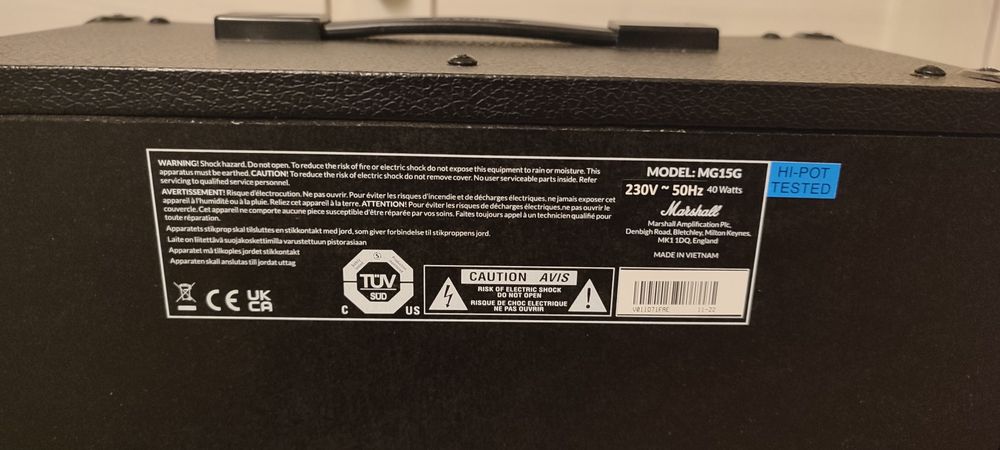 WARNING! Shock hazard. Do not open. To reduce the risk of fire or electric shock do not expose this equipment to rain or moisture. This
apparatus must be earthed. CAUTION! To reduce the risk of electric shock do not remove cover. No user serviceable parts inside. Refer
servicing to qualified service personnel.
AVERTISSEMENT! Risque d'électrocution. Ne pas ouvrir. Pour éviter les risques d'incendie et de décharges électriques, ne jamais exposer cet
appareil à l'humidité ou à la pluie. Reliez cet appareil à la terre. ATTENTION! Pour éviter les risques de décharges électriques,ne pas enlever le
couvercle. Cet appareil ne comporte aucune piece susceptible d'être réparée par vos soins. Faites toujours appel à un technicien qualifié pour
toute réparation.
Apparatets stikprop skal tilsluttes en stikkontakt med jord, som giver forbindelse til stikproppens jord.
Laite on liitettävä suojakoskettimilla varustettuun pistorasiaan
Apparatet må tilkoples jordet stikkontakt
Apparaten skall anslutas till jordat uttag
CE
UK
CA
TÜV
SÜD
C US
CAUTION AVIS
RISK OF ELECTRIC SHOCK
DO NOT OPEN
RISQUE DE CHOC ELECTRIQUE
NE PAS OUVRIR
MODEL: MG15G
230V ~ 50Hz 40 Watts
Marshall
Marshall Amplification Plc,
Denbigh Road, Bletchley, Milton Keynes,
MK1 1DQ, England
MADE IN VIETNAM
11-22
HI-POT
TESTED